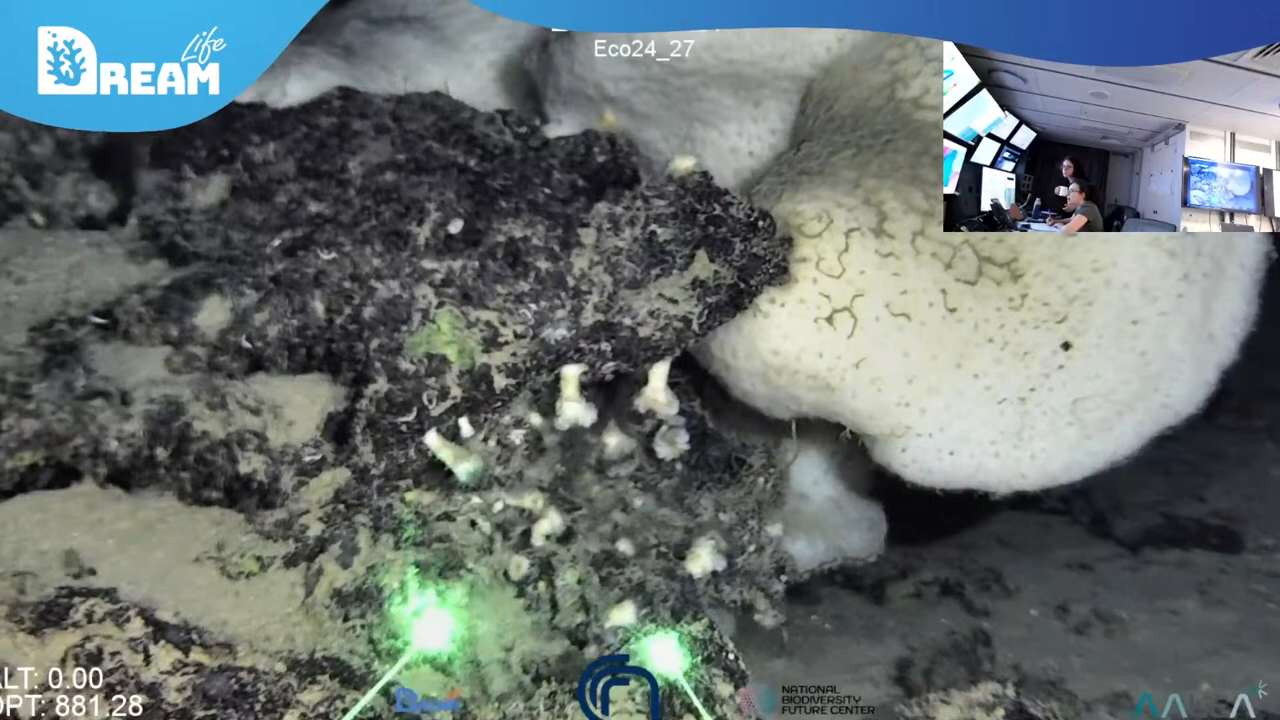 Life
DREAM
Eco24_27
ALT: 0.00
DPT: 881.28
NATIONAL
BIODIVERSITY
FUTURE CENTER